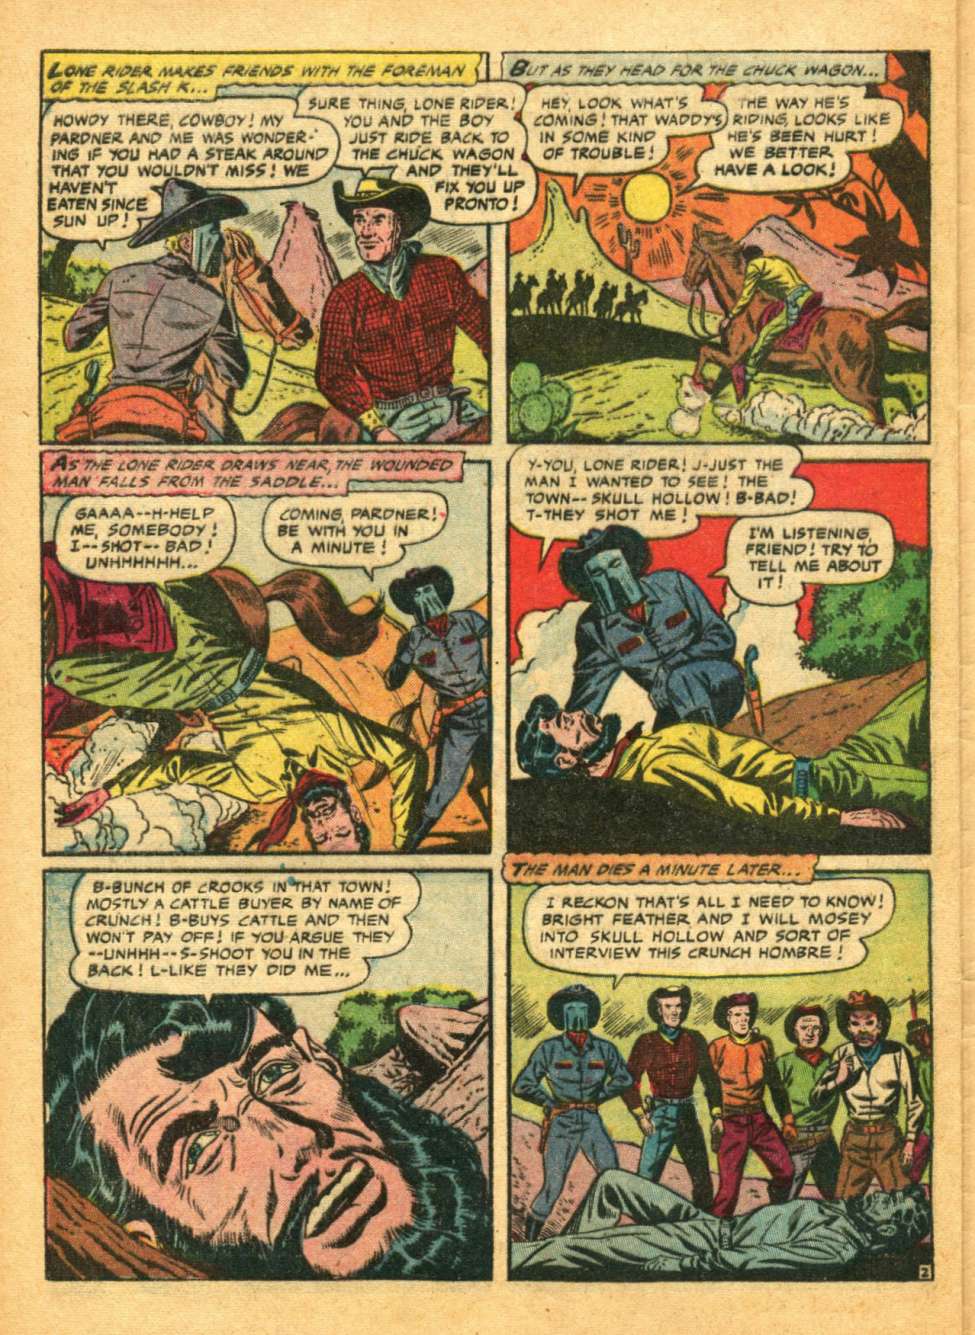 LONE RIDER MAKES FRIENDS WITH THE FOREMAN
OF THE SLASH K...
HOWDY THERE, COWBOY! MY
PARDNER AND ME WAS WONDER-
ING IF YOU HAD A STEAK AROUND
THAT YOU WOULDN'T MISS! WE
HAVEN'T
EATEN SINCE
SUN UP!
SURE THING, LONE RIDER!
YOU AND THE BOY
JUST RIDE BACK TO
THE CHUCK WAGON
AND THEY'LL
FIX YOU UP
PRONTO!
BUT AS THEY HEAD FOR THE CHUCK WAGON...
HEY, LOOK WHAT'S
COMING! THAT WADDY'S
IN SOME KIND
OF TROUBLE!
THE WAY HE'S
RIDING, LOOKS LIKE
HE'S BEEN HURT!
WE BETTER
HAVE A LOOK!
AS THE LONE RIDER DRAWS NEAR, THE WOUNDED
MAN FALLS FROM THE SADDLE...
GAAAA--H-HELP
ME, SOMEBODY!
I--SHOT--BAD!
UNHHHHHH...
COMING, PARDNER!
BE WITH YOU IN
A MINUTE!
Y-YOU, LONE RIDER! J-JUST THE
MAN I WANTED TO SEE! THE
TOWN--SKULL HOLLOW! B-BAD!
T-THEY SHOT ME!
I'M LISTENING,
FRIEND! TRY TO
TELL ME ABOUT
IT!
B-BUNCH OF CROOKS IN THAT TOWN!
MOSTLY A CATTLE BUYER BY NAME OF
CRUNCH! B-BUYS CATTLE AND THEN
WON'T PAY OFF! IF YOU ARGUE THEY
--UNHHH--S-SHOOT YOU IN THE
BACK! L-LIKE THEY DID ME...
THE MAN DIES A MINUTE LATER...
I RECKON THAT'S ALL I NEED TO KNOW!
BRIGHT FEATHER AND I WILL MOSEY
INTO SKULL HOLLOW AND SORT OF
INTERVIEW THIS CRUNCH HOMBRE!
2